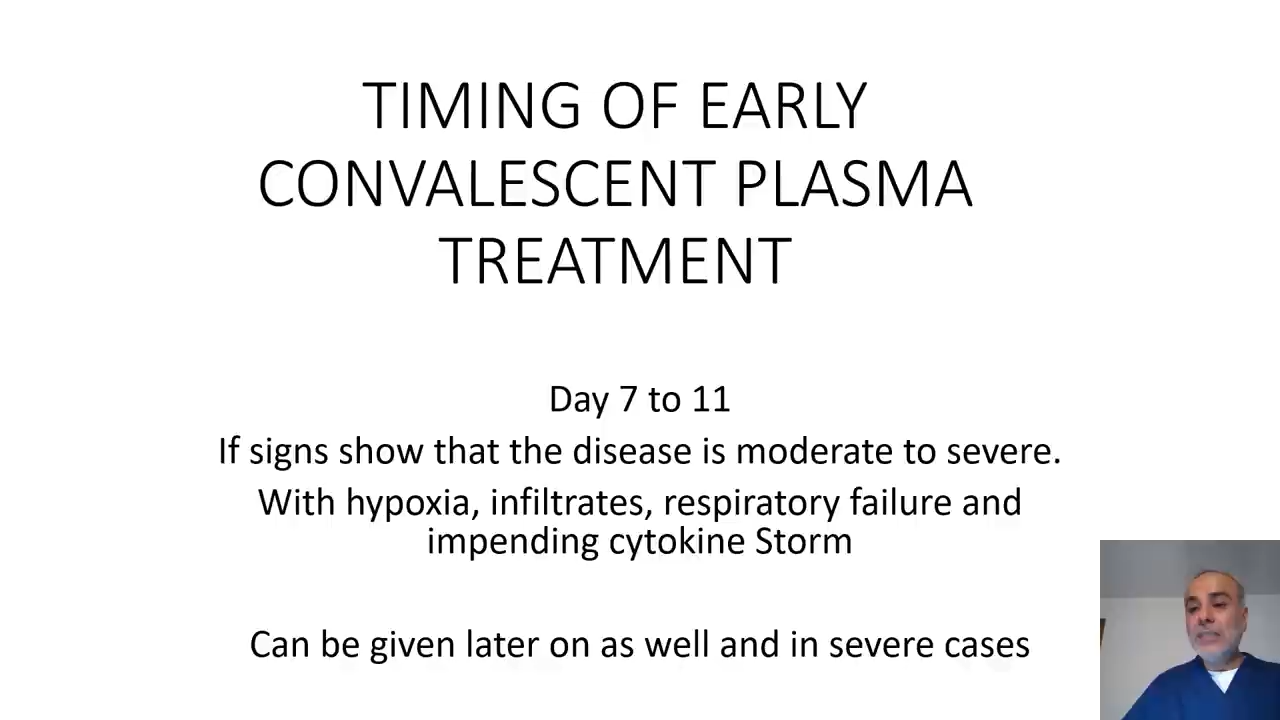 TIMING OF EARLY
CONVALESCENT PLASMA
TREATMENT
Day 7 to 11
If signs show that the disease is moderate to severe.
With hypoxia, infiltrates, respiratory failure and
impending cytokine Storm
Can be given later on as well and in severe cases